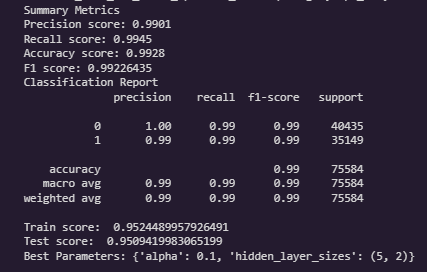 Summary Metrics
Precision score: 0.9901
Recall score: 0.9945
Accuracy score: 0.9928
F1 score: 0.99226435
Classification Report
precision recall f1-score support
0 1.00 0.99 0.99 40435
1 0.99 0.99 0.99 35149
accuracy 0.99 75584
macro avg 0.99 0.99 0.99 75584
weighted avg 0.99 0.99 0.99 75584
Train score: 0.9524489957926491
Test score: 0.9509419983065199
Best Parameters: {'alpha': 0.1, 'hidden_layer_sizes': (5, 2)}